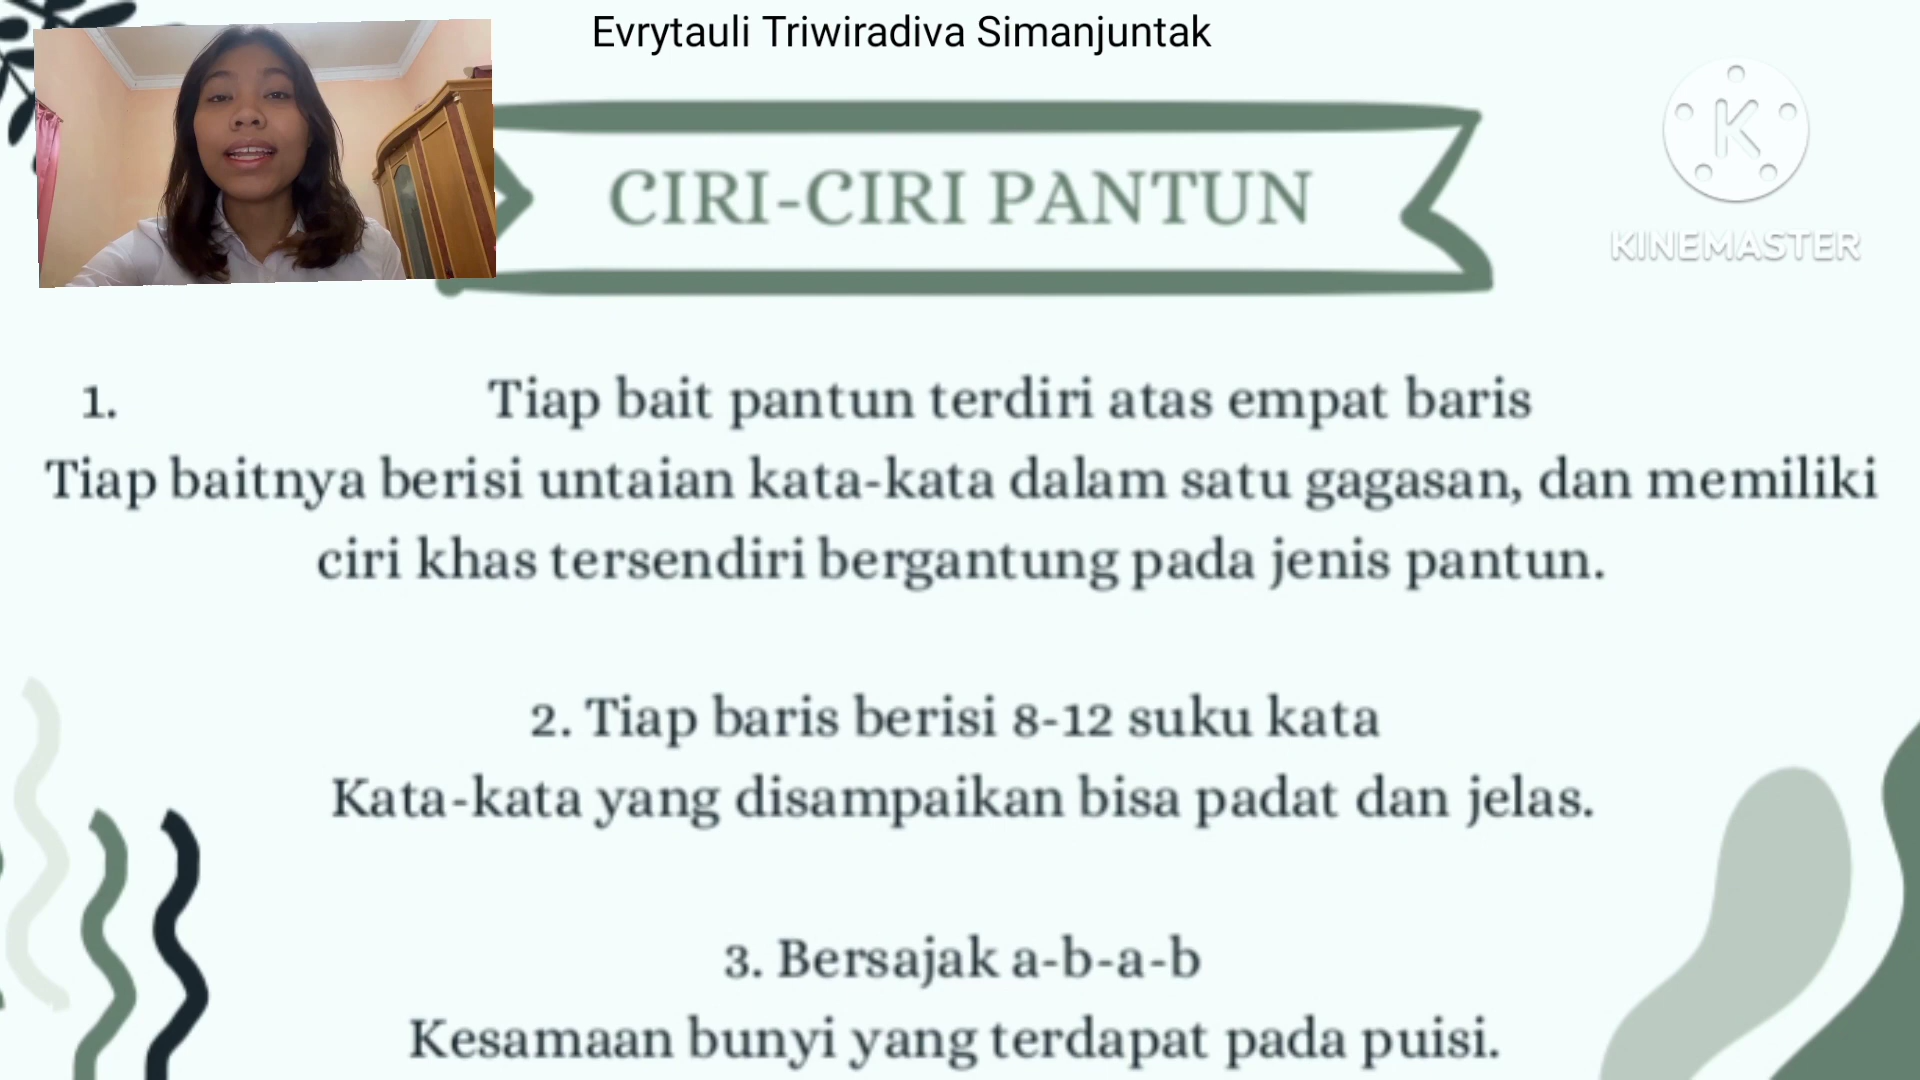 Evrytauli Triwiradiva Simanjuntak
CIRI-CIRI PANTUN
K
KINEMASTER
1. Tiap bait pantun terdiri atas empat baris
Tiap baitnya berisi untaian kata-kata dalam satu gagasan, dan memiliki
ciri khas tersendiri bergantung pada jenis pantun.
2. Tiap baris berisi 8-12 suku kata
Kata-kata yang disampaikan bisa padat dan jelas.
3. Bersajak a-b-a-b
Kesamaan bunyi yang terdapat pada puisi.